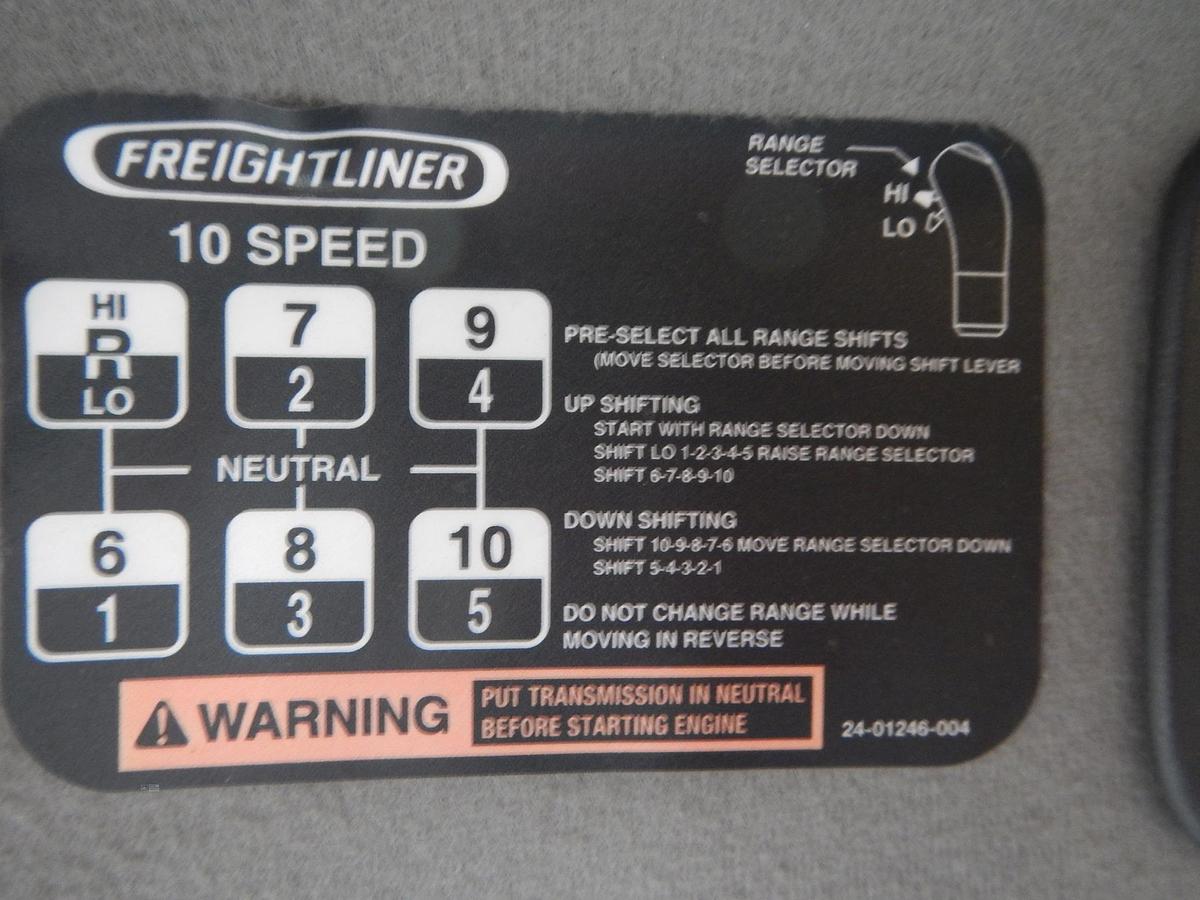 FREIGHTLINER
10 SPEED
RANGE
SELECTOR
HI
LO
HI
R
LO
7
2
9
4
NEUTRAL
6
1
8
3
10
5
PRE-SELECT ALL RANGE SHIFTS
(MOVE SELECTOR BEFORE MOVING SHIFT LEVER
UP SHIFTING
START WITH RANGE SELECTOR DOWN
SHIFT LO 1-2-3-4-5 RAISE RANGE SELECTOR
SHIFT 6-7-8-9-10
DOWN SHIFTING
SHIFT 10-9-8-7-6 MOVE RANGE SELECTOR DOWN
SHIFT 5-4-3-2-1
DO NOT CHANGE RANGE WHILE
MOVING IN REVERSE
WARNING
PUT TRANSMISSION IN NEUTRAL
BEFORE STARTING ENGINE
24-01246-004